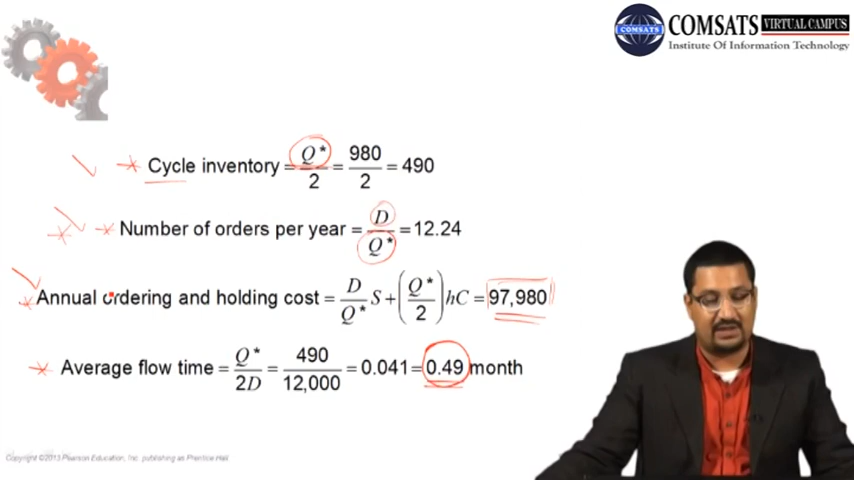 COMSATS VIRTUAL CAMPUS
COMSATS
Institute Of Information Technology
Cycle inventory = Q*/2 = 980/2 = 490
Number of orders per year = D/Q* = 12.24
Annual ordering and holding cost = D/Q* S + (Q*/2) hC = 97,980
Average flow time = Q*/2D = 490/12,000 = 0.041 = 0.49 month
Copyright ©2013 Pearson Education, Inc. publishing as Prentice Hall